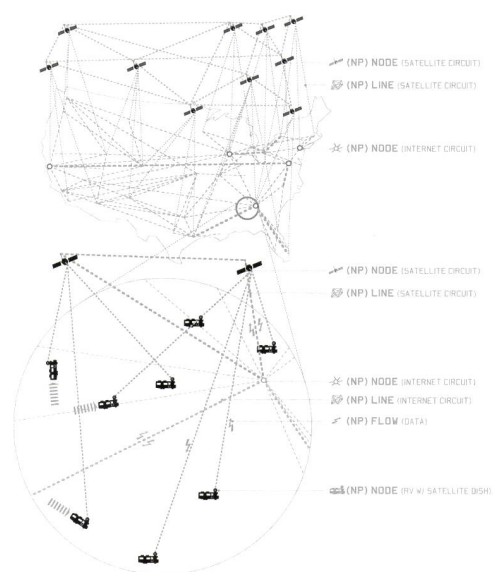 (NP) NODE (SATELLITE CIRCUIT)
(NP) LINE (SATELLITE CIRCUIT)
(NP) NODE (INTERNET CIRCUIT)
(NP) NODE (SATELLITE CIRCUIT)
(NP) LINE (SATELLITE CIRCUIT)
(NP) NODE (INTERNET CIRCUIT)
(NP) LINE (INTERNET CIRCUIT)
(NP) FLOW (DATA)
(NP) NODE (RV W/ SATELLITE DISH)